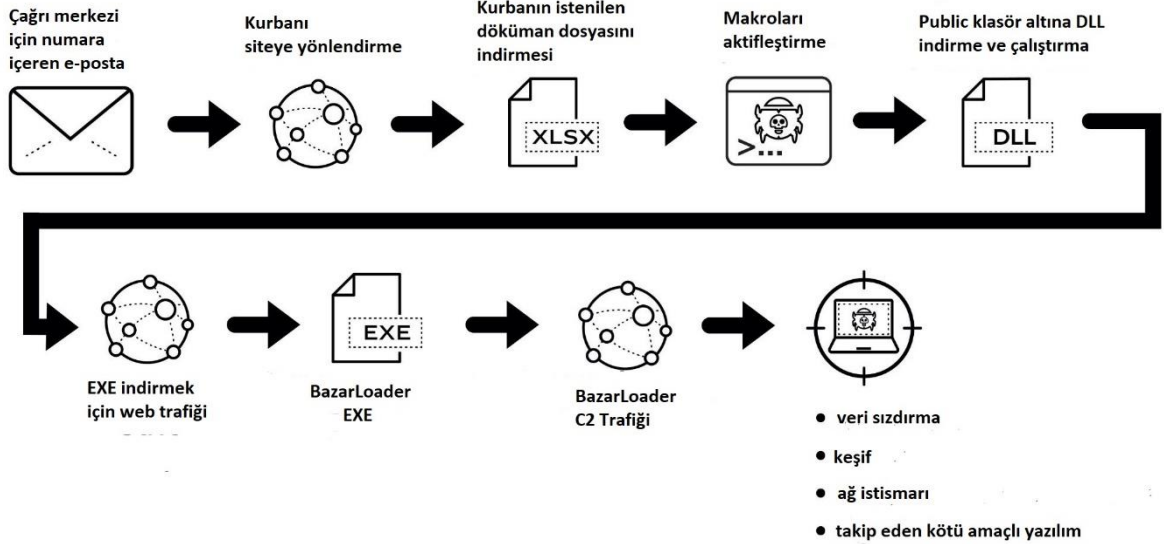 Çağrı merkezi
için numara
içeren e-posta
Kurbanı
siteye yönlendirme
Kurbanın istenilen
döküman dosyasını
indirmesi
Makroları
aktifleştirme
Public klasör altına DLL
indirme ve çalıştırma
XLSX
>...
DLL
EXE
EXE indirmek
için web trafiği
BazarLoader
EXE
BazarLoader
C2 Trafiği
• veri sızdırma
• keşif
• ağ istismarı
• takip eden kötü amaçlı yazılım